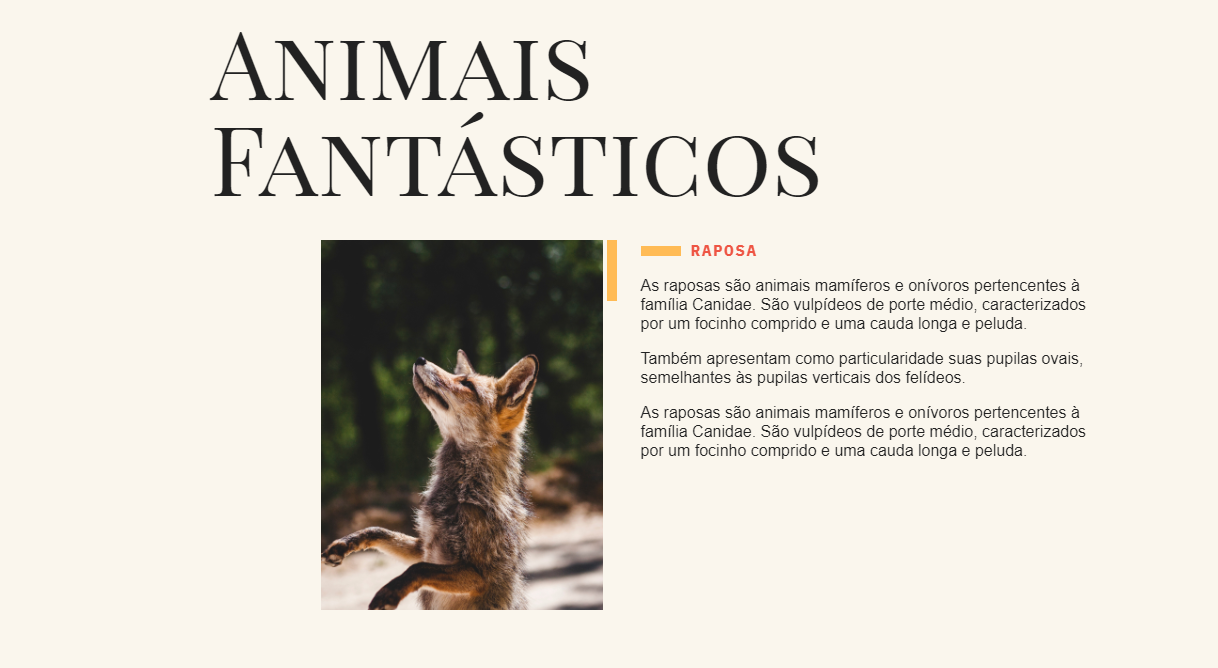 Animais
Fantásticos
RAPOSA
As raposas são animais mamíferos e onívoros pertencentes à
família Canidae. São vulpídeos de porte médio, caracterizados
por um focinho comprido e uma cauda longa e peluda.
Também apresentam como particularidade suas pupilas ovais,
semelhantes às pupilas verticais dos felídeos.
As raposas são animais mamíferos e onívoros pertencentes à
família Canidae. São vulpídeos de porte médio, caracterizados
por um focinho comprido e uma cauda longa e peluda.